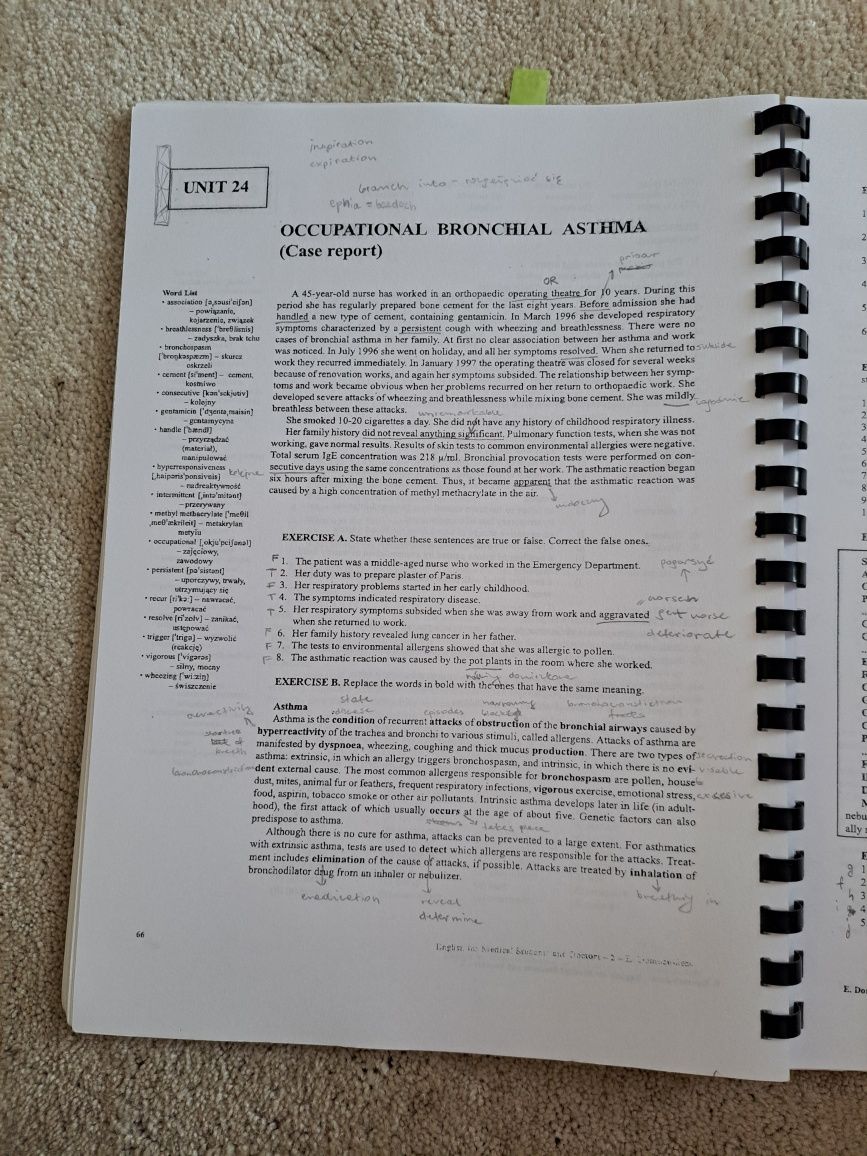 inspiration
expiration
branch into - rozgałęziać się
UNIT 24
OCCUPATIONAL BRONCHIAL ASTHMA
(Case report)
prior
OR
Word List
• association [ə,səusi'eiʃən]
– powiązanie,
kojarzenie, związek
• breathlessness ['breθlisnis]
– zadyszka, brak tchu
• bronchospasm
['broŋkəspæzm] – skurcz
oskrzeli
• cement [si'ment] – cement,
kostniwo
• consecutive [kən'sekjutiv]
– kolejny
• gentamicin ['dʒentə,maisin]
– gentamycyna
• handle ['hændl]
– przyrządzać
(materiał),
manipulować
• hyperresponsiveness kolejne
[,haipəris'ponsivnis]
– nadreaktywność
• intermittent [,intə'mitənt]
– przerywany
• methyl methacrylate ['meθil
,meθ'ækrileit] – metakrylan
metylu
• occupational [,okju'peiʃənəl]
– zajęciowy,
zawodowy
• persistent [pə'sistənt]
– uporczywy, trwały,
utrzymujący się
• recur [ri'kə:] – nawracać,
powracać
• resolve [ri'zolv] – zanikać,
ustępować
• trigger ['trigə] – wyzwolić
(reakcję)
• vigorous ['vigərəs]
– silny, mocny
• wheezing ['wi:ziŋ]
– świszczenie
A 45-year-old nurse has worked in an orthopaedic operating theatre for 10 years. During this
period she has regularly prepared bone cement for the last eight years. Before admission she had
handled a new type of cement, containing gentamicin. In March 1996 she developed respiratory
symptoms characterized by a persistent cough with wheezing and breathlessness. There were no
cases of bronchial asthma in her family. At first no clear association between her asthma and work
was noticed. In July 1996 she went on holiday, and all her symptoms resolved. When she returned to subside
work they recurred immediately. In January 1997 the operating theatre was closed for several weeks
because of renovation works, and again her symptoms subsided. The relationship between her symp-
toms and work became obvious when her problems recurred on her return to orthopaedic work. She
developed severe attacks of wheezing and breathlessness while mixing bone cement. She was mildly łagodnie
breathless between these attacks.
unremarkable
She smoked 10-20 cigarettes a day. She did not have any history of childhood respiratory illness.
Her family history did not reveal anything significant. Pulmonary function tests, when she was not
working, gave normal results. Results of skin tests to common environmental allergens were negative.
Total serum IgE concentration was 218 µ/ml. Bronchial provocation tests were performed on con-
secutive days using the same concentrations as those found at her work. The asthmatic reaction began
six hours after mixing the bone cement. Thus, it became apparent that the asthmatic reaction was
caused by a high concentration of methyl methacrylate in the air.
EXERCISE A. State whether these sentences are true or false. Correct the false ones.
F 1. The patient was a middle-aged nurse who worked in the Emergency Department. pogarszyć
T 2. Her duty was to prepare plaster of Paris.
F 3. Her respiratory problems started in her early childhood.
T 4. The symptoms indicated respiratory disease. worsen
T 5. Her respiratory symptoms subsided when she was away from work and aggravated get worse
when she returned to work.
deteriorate
F 6. Her family history revealed lung cancer in her father.
F 7. The tests to environmental allergens showed that she was allergic to pollen.
F 8. The asthmatic reaction was caused by the pot plants in the room where she worked.
EXERCISE B. Replace the words in bold with the ones that have the same meaning.
state
disease episodes narrowing bronchoconstriction
Asthma
Asthma is the condition of recurrent attacks of obstruction of the bronchial airways caused by
hyperreactivity of the trachea and bronchi to various stimuli, called allergens. Attacks of asthma are
manifested by dyspnoea, wheezing, coughing and thick mucus production. There are two types of secretion
asthma: extrinsic, in which an allergy triggers bronchospasm, and intrinsic, in which there is no evi- visable
dent external cause. The most common allergens responsible for bronchospasm are pollen, house
dust, mites, animal fur or feathers, frequent respiratory infections, vigorous exercise, emotional stress,
food, aspirin, tobacco smoke or other air pollutants. Intrinsic asthma develops later in life (in adult-
hood), the first attack of which usually occurs at the age of about five. Genetic factors can also
predispose to asthma.
takes place
Although there is no cure for asthma, attacks can be prevented to a large extent. For asthmatics
with extrinsic asthma, tests are used to detect which allergens are responsible for the attacks. Treat-
ment includes elimination of the cause of attacks, if possible. Attacks are treated by inhalation of
bronchodilator drug from an inhaler or nebulizer.
eradication reveal breathing in
determine
66
English for Medical Students and Doctors – 2 –
nebu
ally
E. Do